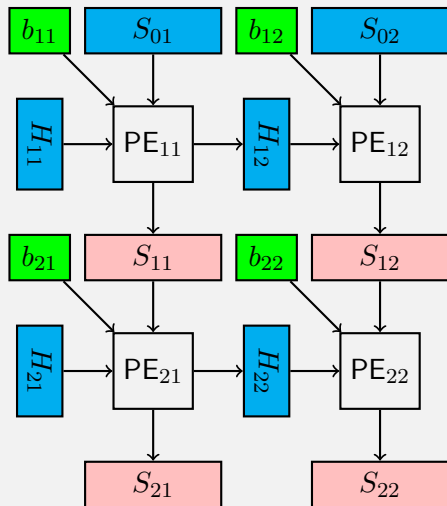 b₁₁ S₀₁ b₁₂ S₀₂
H₁₁ PE₁₁ H₁₂ PE₁₂
b₂₁ S₁₁ b₂₂ S₁₂
H₂₁ PE₂₁ H₂₂ PE₂₂
S₂₁ S₂₂